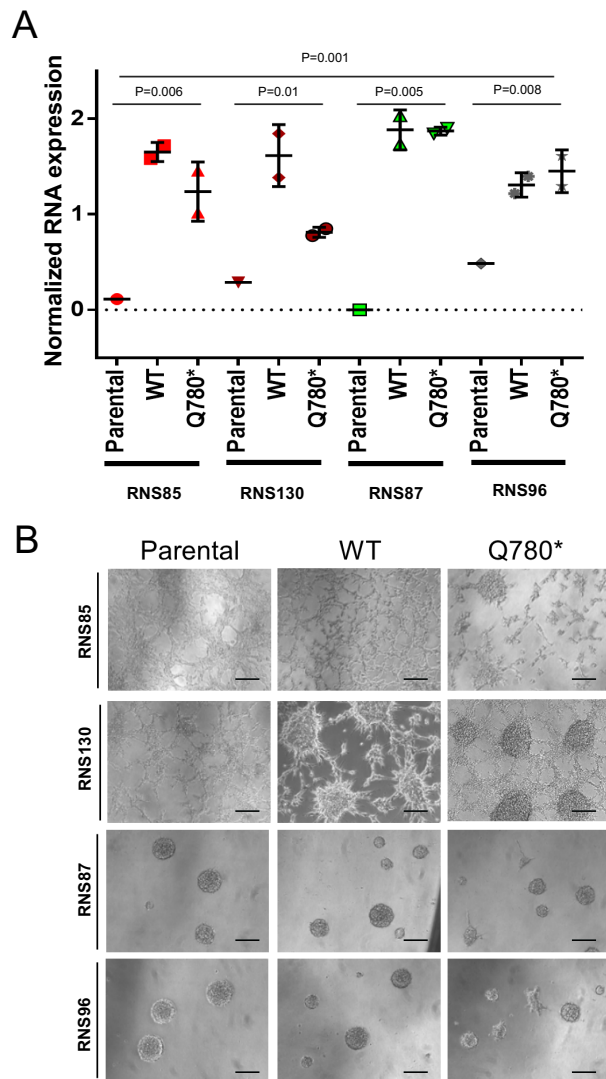 A
Normalized RNA expression
P=0.001
P=0.006 P=0.01 P=0.005 P=0.008
2
1
0
Parental WT Q780* Parental WT Q780* Parental WT Q780* Parental WT Q780*
RNS85 RNS130 RNS87 RNS96
B
Parental WT Q780*
RNS85
RNS130
RNS87
RNS96